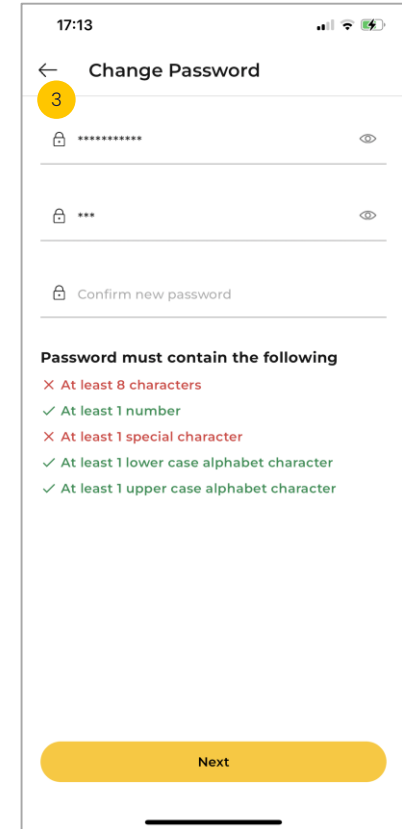 17:13
Change Password
3
***********
***
Confirm new password
Password must contain the following
At least 8 characters
At least 1 number
At least 1 special character
At least 1 lower case alphabet character
At least 1 upper case alphabet character
Next